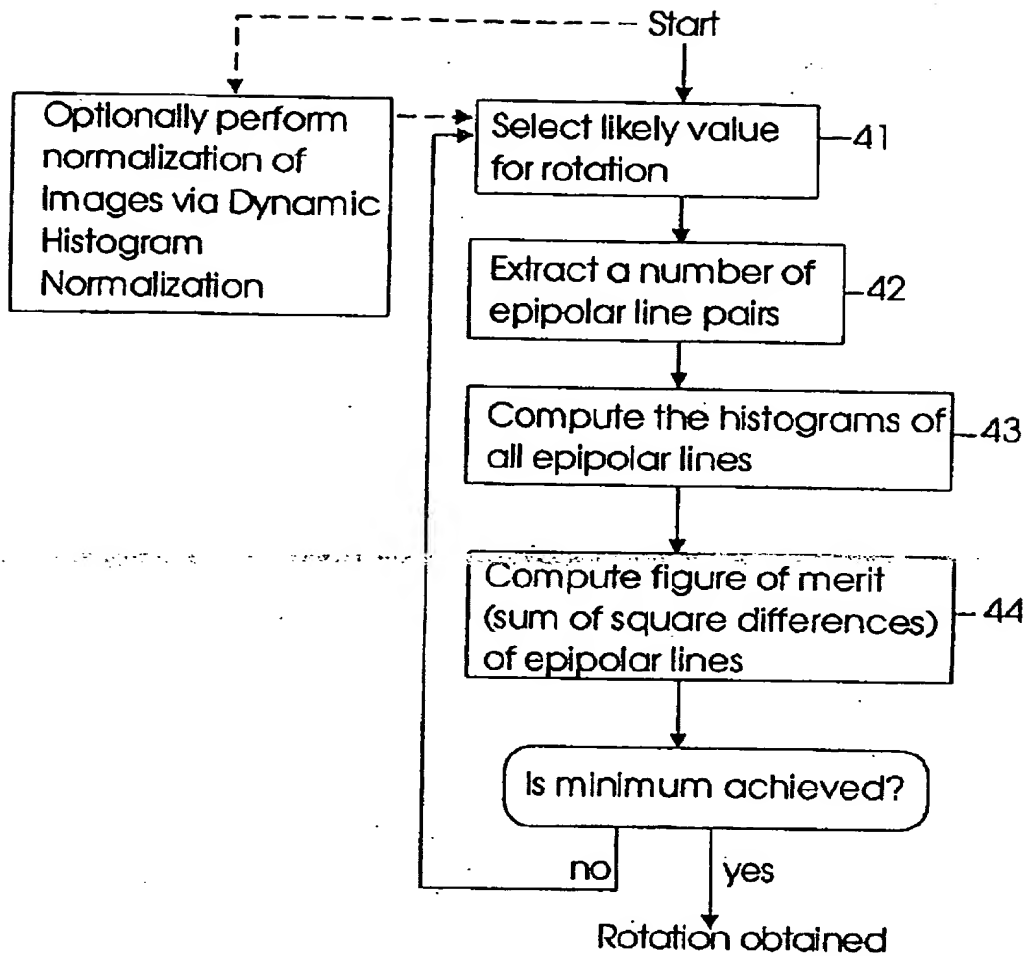 Start
Optionally perform
normalization of
Images via Dynamic
Histogram
Normalization
Select likely value
for rotation
41
Extract a number of
epipolar line pairs
42
Compute the histograms of
all epipolar lines
43
Compute figure of merit
(sum of square differences)
of epipolar lines
44
Is minimum achieved?
no
yes
Rotation obtained